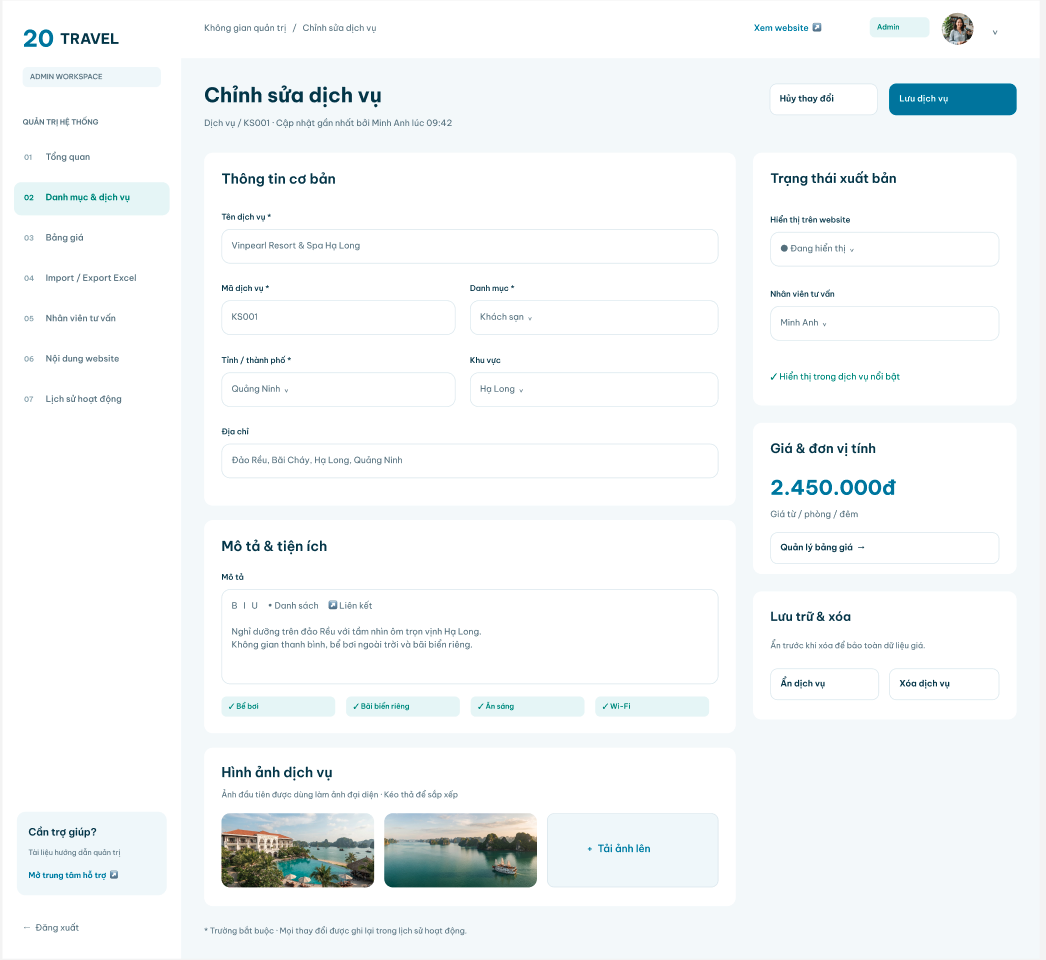 20 TRAVEL
ADMIN WORKSPACE
QUẢN TRỊ HỆ THỐNG
01 Tổng quan
02 Danh mục & dịch vụ
03 Bảng giá
04 Import / Export Excel
05 Nhân viên tư vấn
06 Nội dung website
07 Lịch sử hoạt động
Cần trợ giúp?
Tài liệu hướng dẫn quản trị
Mở trung tâm hỗ trợ ↗
← Đăng xuất
Không gian quản trị / Chỉnh sửa dịch vụ
Xem website ↗
Admin
Chỉnh sửa dịch vụ
Dịch vụ / KS001 · Cập nhật gần nhất bởi Minh Anh lúc 09:42
Hủy thay đổi
Lưu dịch vụ
Thông tin cơ bản
Tên dịch vụ *
Vinpearl Resort & Spa Hạ Long
Mã dịch vụ *
Danh mục *
KS001
Khách sạn
Tỉnh / thành phố *
Khu vực
Quảng Ninh
Hạ Long
Địa chỉ
Đảo Rều, Bãi Cháy, Hạ Long, Quảng Ninh
Mô tả & tiện ích
Mô tả
B I U • Danh sách ↗ Liên kết
Nghỉ dưỡng trên đảo Rều với tầm nhìn ôm trọn vịnh Hạ Long.
Không gian thanh bình, bể bơi ngoài trời và bãi biển riêng.
✓ Bể bơi
✓ Bãi biển riêng
✓ Ăn sáng
✓ Wi-Fi
Hình ảnh dịch vụ
Ảnh đầu tiên được dùng làm ảnh đại diện · Kéo thả để sắp xếp
+ Tải ảnh lên
* Trường bắt buộc · Mọi thay đổi được ghi lại trong lịch sử hoạt động.
Trạng thái xuất bản
Hiển thị trên website
● Đang hiển thị
Nhân viên tư vấn
Minh Anh
✓ Hiển thị trong dịch vụ nổi bật
Giá & đơn vị tính
2.450.000đ
Giá từ / phòng / đêm
Quản lý bảng giá →
Lưu trữ & xóa
Ẩn trước khi xóa để bảo toàn dữ liệu giá.
Ẩn dịch vụ
Xóa dịch vụ